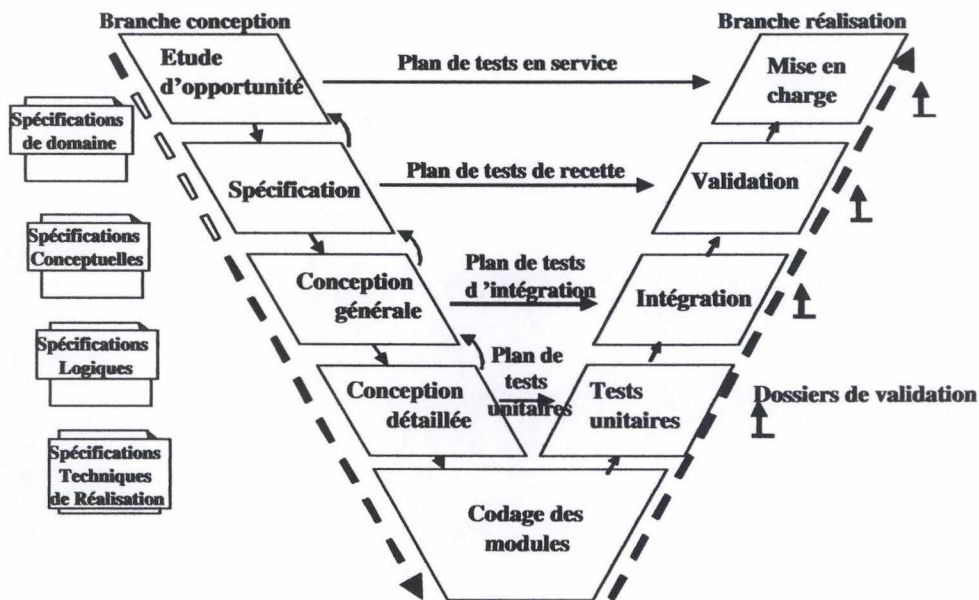 Branche conception
Branche réalisation
Etude
d'opportunité
Plan de tests en service
Mise en
charge
Spécifications
de domaine
Spécification
Plan de tests de recette
Validation
Spécifications
Conceptuelles
Conception
générale
Plan de tests
d 'intégration
Intégration
Spécifications
Logiques
Conception
détaillée
Plan de
tests
unitaires
Tests
unitaires
Dossiers de validation
Spécifications
Techniques
de Réalisation
Codage des
modules